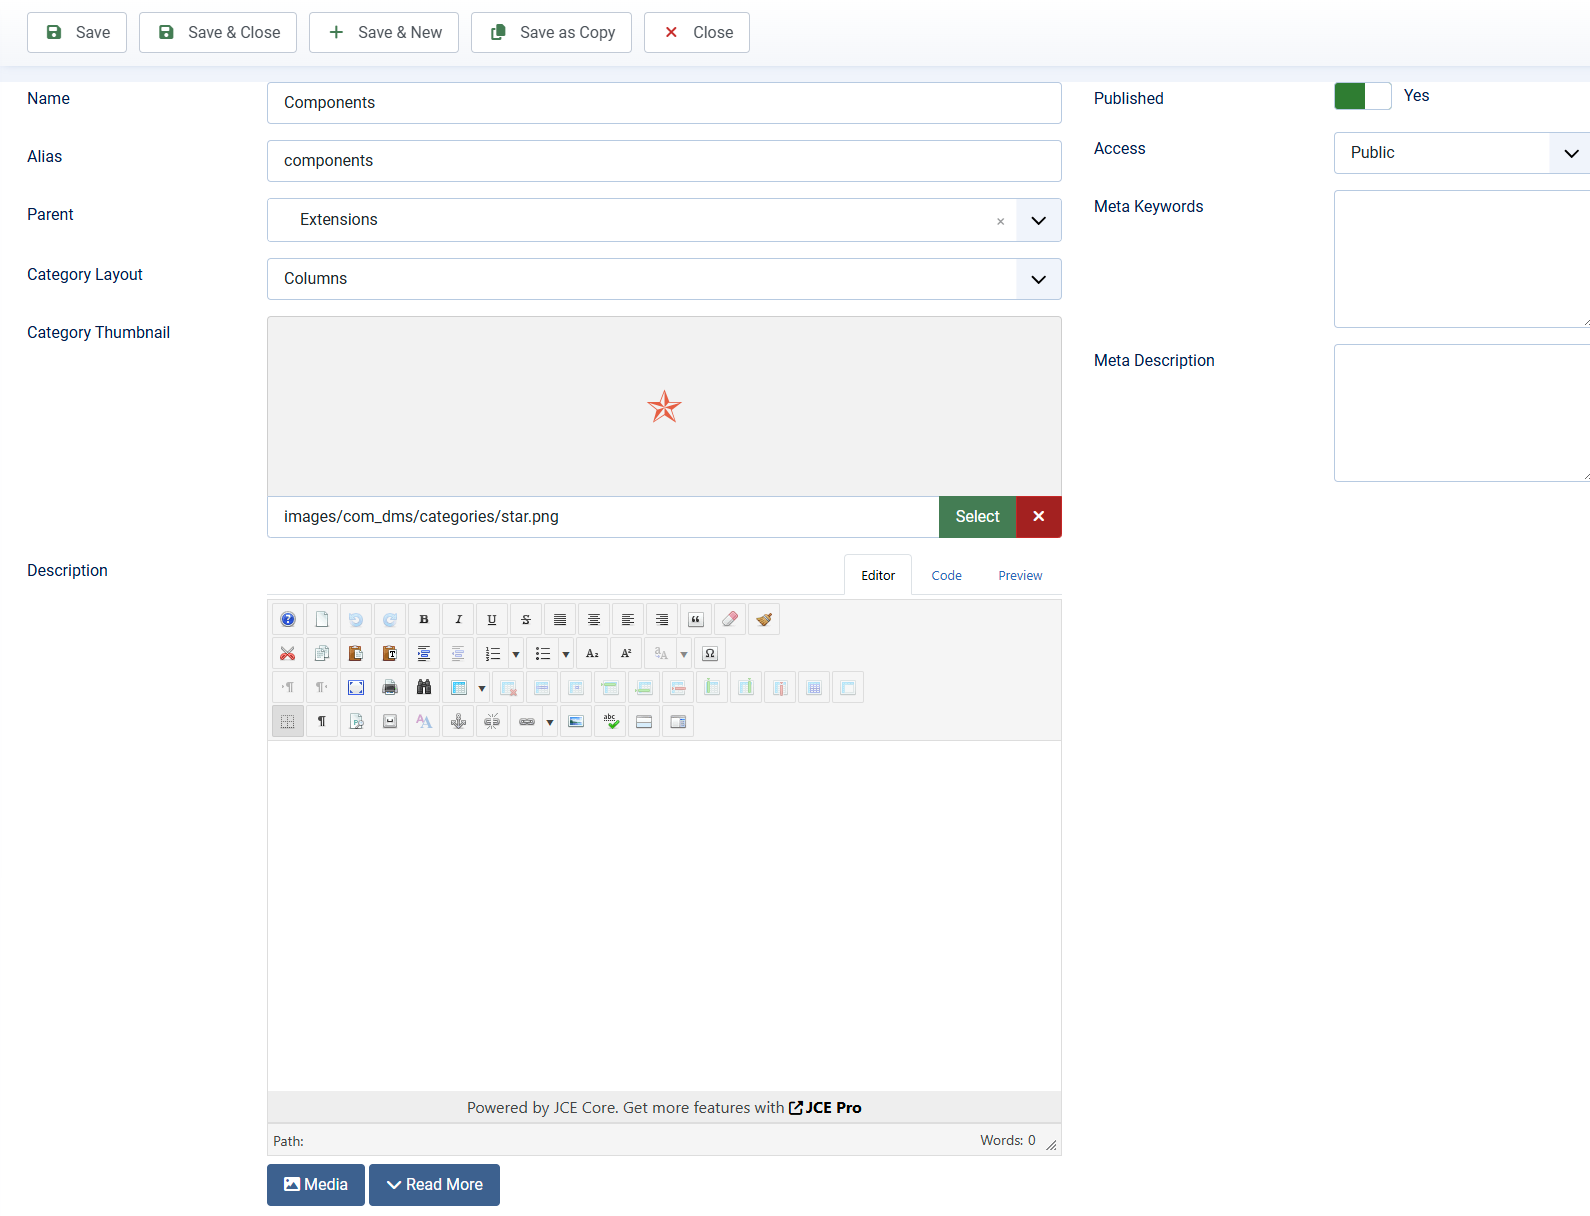 Save
Save & Close
Save & New
Save as Copy
Close
Name
Components
Alias
components
Parent
Extensions
Category Layout
Columns
Category Thumbnail
images/com_dms/categories/star.png
Select
Description
Editor
Code
Preview
Powered by JCE Core. Get more features with JCE Pro
Path:
Words: 0
Media
Read More
Published
Yes
Access
Public
Meta Keywords
Meta Description